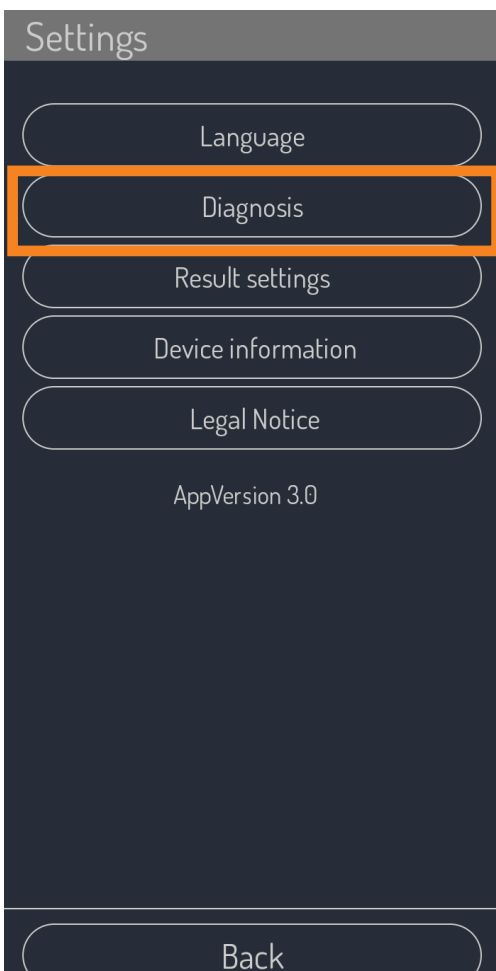 Settings
Language
Diagnosis
Result settings
Device information
Legal Notice
AppVersion 3.0
Back